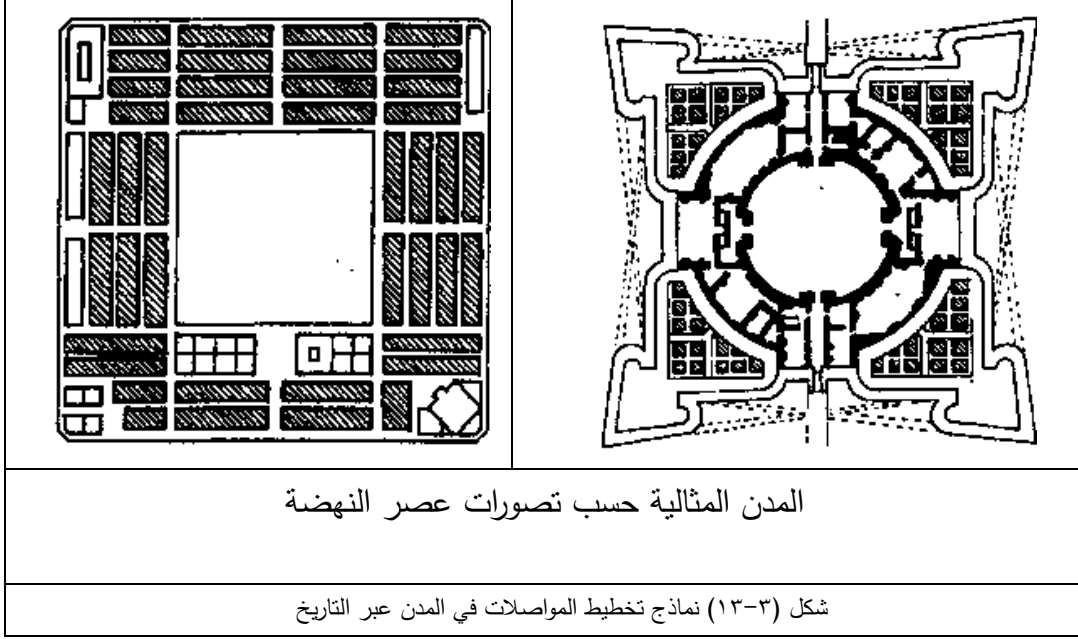 المدن المثالية حسب تصورات عصر النهضة
شكل (٣-١٣) نماذج تخطيط المواصلات في المدن عبر التاريخ